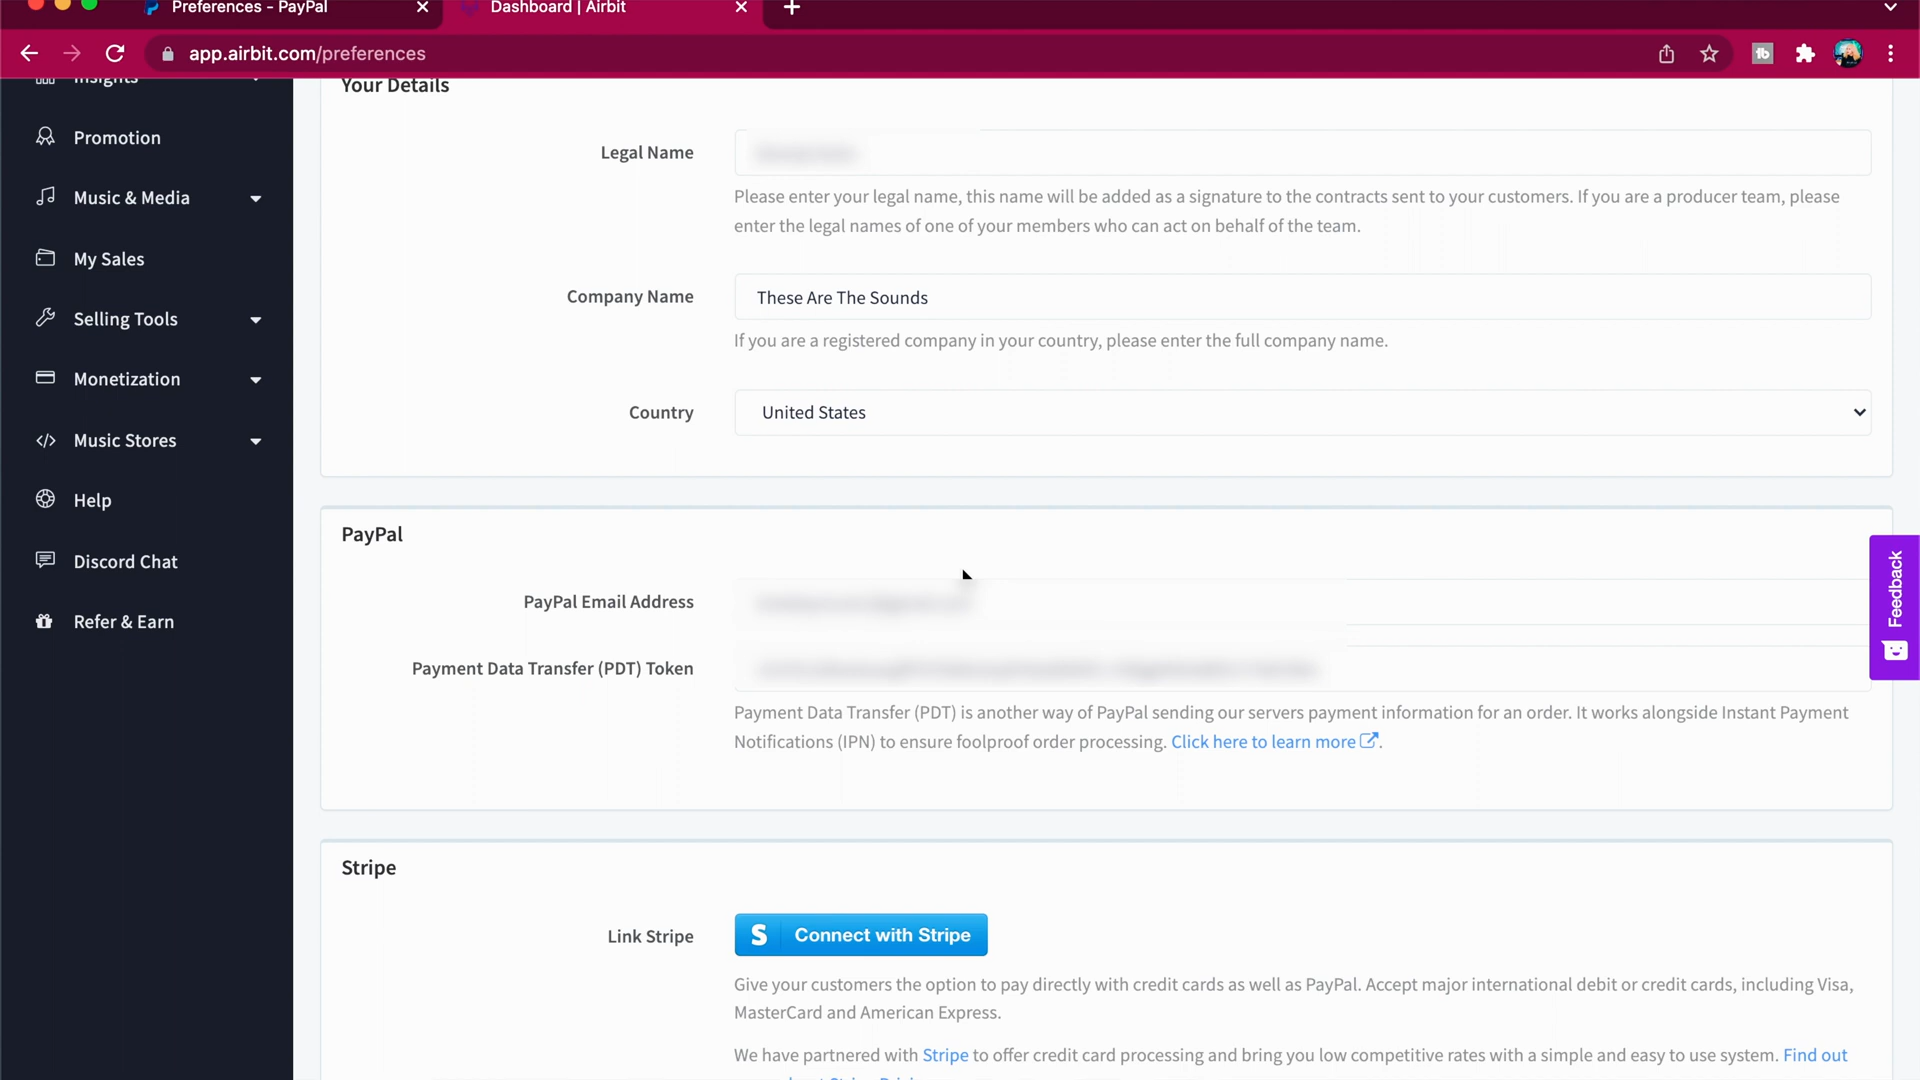 Preferences - PayPal
Dashboard | Airbit
app.airbit.com/preferences
Insights
Promotion
Music & Media
My Sales
Selling Tools
Monetization
Music Stores
Help
Discord Chat
Refer & Earn
Your Details
Legal Name
Please enter your legal name, this name will be added as a signature to the contracts sent to your customers. If you are a producer team, please
enter the legal names of one of your members who can act on behalf of the team.
Company Name
These Are The Sounds
If you are a registered company in your country, please enter the full company name.
Country
United States
PayPal
PayPal Email Address
Payment Data Transfer (PDT) Token
Payment Data Transfer (PDT) is another way of PayPal sending our servers payment information for an order. It works alongside Instant Payment
Notifications (IPN) to ensure foolproof order processing. Click here to learn more.
Stripe
Link Stripe
S Connect with Stripe
Give your customers the option to pay directly with credit cards as well as PayPal. Accept major international debit or credit cards, including Visa,
MasterCard and American Express.
We have partnered with Stripe to offer credit card processing and bring you low competitive rates with a simple and easy to use system. Find out
Feedback